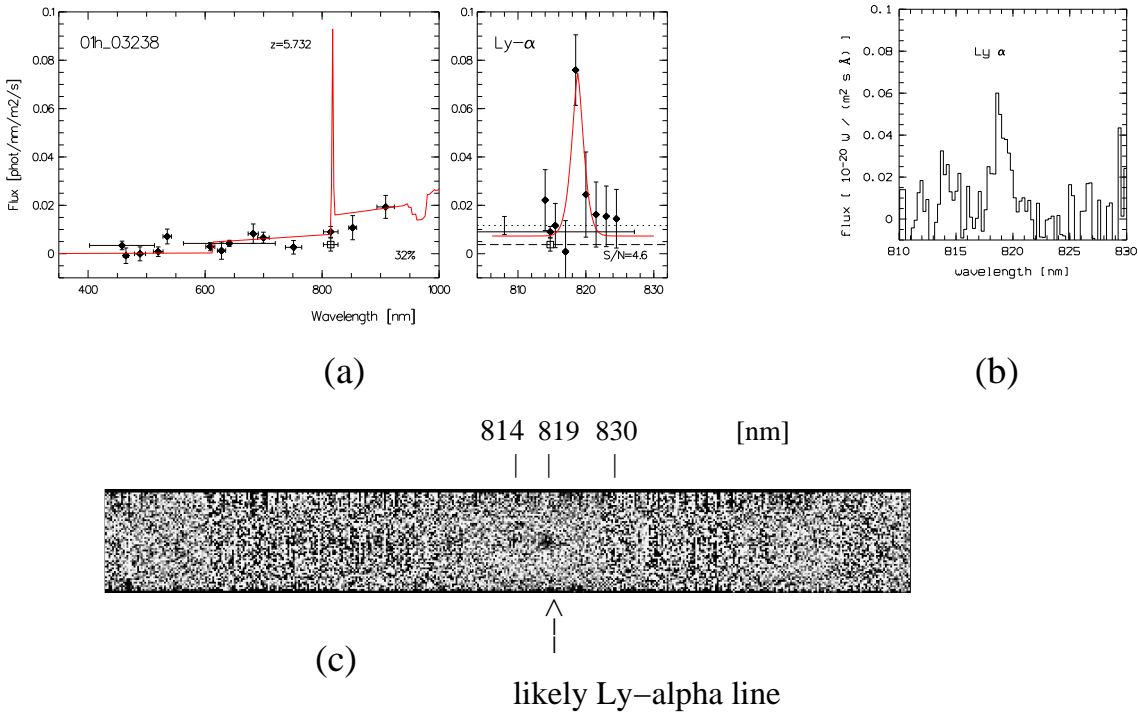 01h_03238
z=5.732
32%
Flux [phot/nm/m2/s]
0.1
0.08
0.06
0.04
0.02
0
400
600
800
1000
Wavelength [nm]
Ly-α
S/N=4.6
0.1
0.08
0.06
0.04
0.02
0
810
820
830
(a)
Ly α
flux [ 10-20 W / (m2 s Å) ]
0.1
0.08
0.06
0.04
0.02
0
810
815
820
825
830
wavelength [nm]
(b)
814 819 830 [nm]
(c)
likely Ly−alpha line